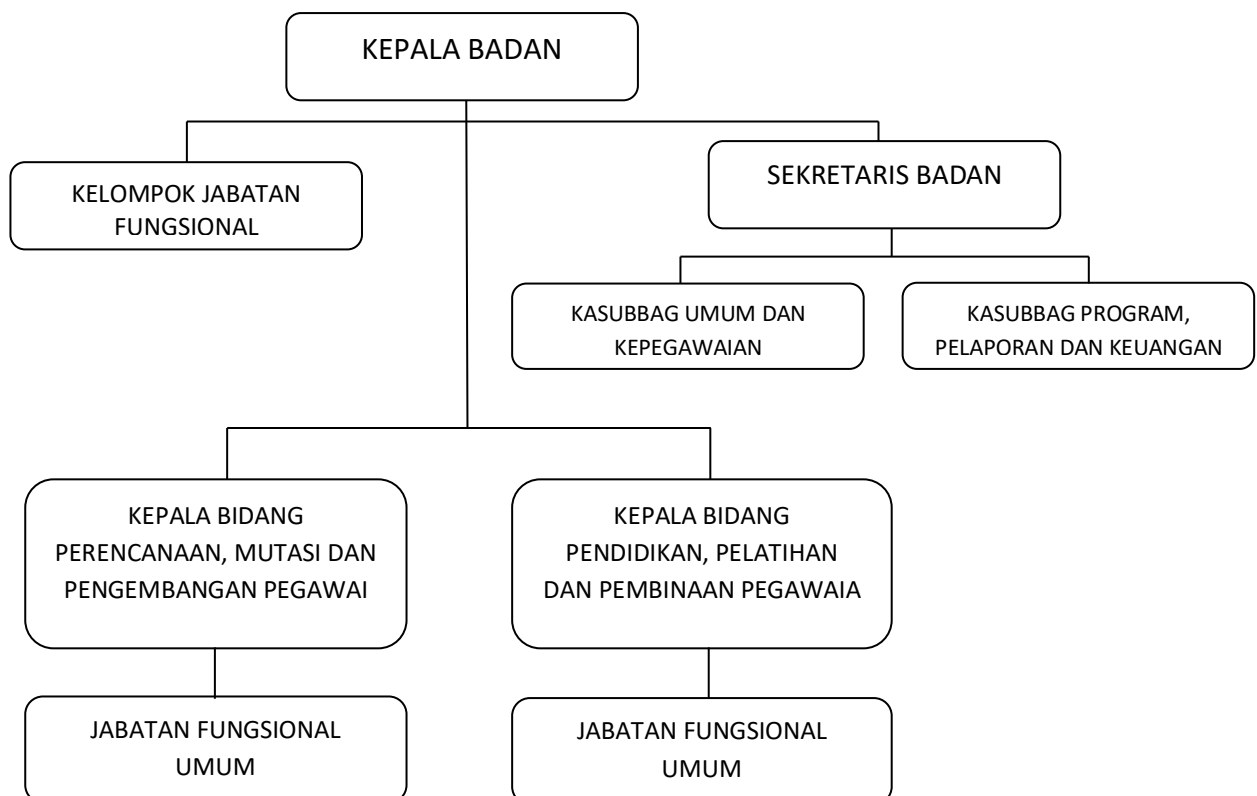 KEPALA BADAN
KELOMPOK JABATAN
FUNGSIONAL
SEKRETARIS BADAN
KASUBBAG UMUM DAN
KEPEGAWAIAN
KASUBBAG PROGRAM,
PELAPORAN DAN KEUANGAN
KEPALA BIDANG
PERENCANAAN, MUTASI DAN
PENGEMBANGAN PEGAWAI
KEPALA BIDANG
PENDIDIKAN, PELATIHAN
DAN PEMBINAAN PEGAWAIA
JABATAN FUNGSIONAL
UMUM
JABATAN FUNGSIONAL
UMUM